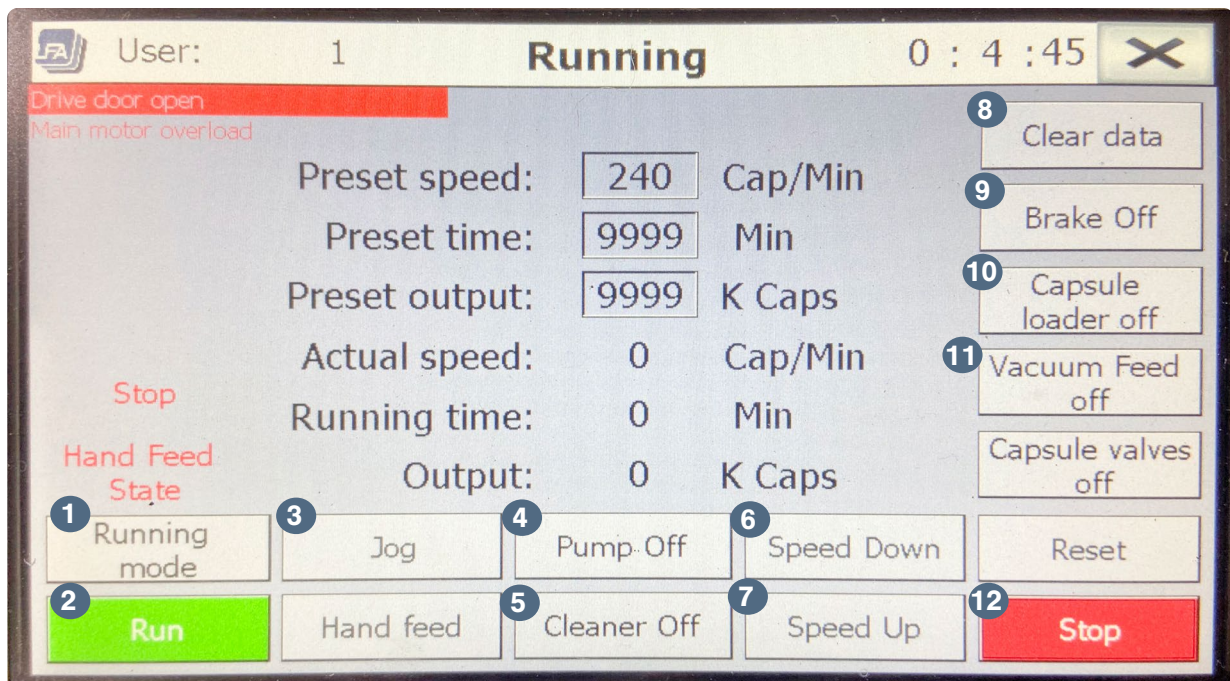 LFA User: 1 Running 0 : 4 : 45
Drive door open
Main motor overload
8 Clear data
Preset speed: 240 Cap/Min
9 Brake Off
Preset time: 9999 Min
10 Capsule
loader off
Preset output: 9999 K Caps
Actual speed: 0 Cap/Min
11 Vacuum Feed
off
Stop
Running time: 0 Min
Hand Feed
State
Output: 0 K Caps
Capsule valves
off
1 Running
mode
3 Jog
4 Pump Off
6 Speed Down
Reset
2 Run
Hand feed
5 Cleaner Off
7 Speed Up
12 Stop